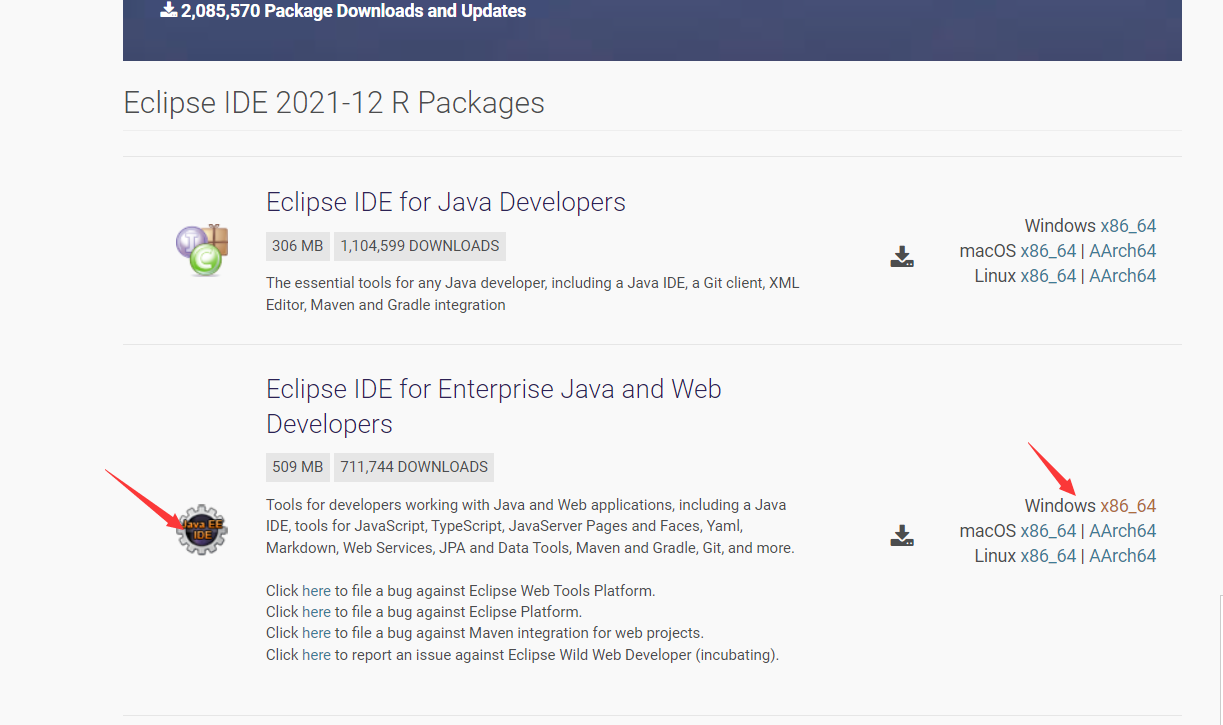 2,085,570 Package Downloads and Updates
Eclipse IDE 2021-12 R Packages
Eclipse IDE for Java Developers
306 MB 1,104,599 DOWNLOADS
The essential tools for any Java developer, including a Java IDE, a Git client, XML
Editor, Maven and Gradle integration
Windows x86_64
macOS x86_64 | AArch64
Linux x86_64 | AArch64
Eclipse IDE for Enterprise Java and Web
Developers
509 MB 711,744 DOWNLOADS
Java EE
IDE
Tools for developers working with Java and Web applications, including a Java
IDE, tools for JavaScript, TypeScript, JavaServer Pages and Faces, Yaml,
Markdown, Web Services, JPA and Data Tools, Maven and Gradle, Git, and more.
Click here to file a bug against Eclipse Web Tools Platform.
Click here to file a bug against Eclipse Platform.
Click here to file a bug against Maven integration for web projects.
Click here to report an issue against Eclipse Wild Web Developer (incubating).
Windows x86_64
macOS x86_64 | AArch64
Linux x86_64 | AArch64